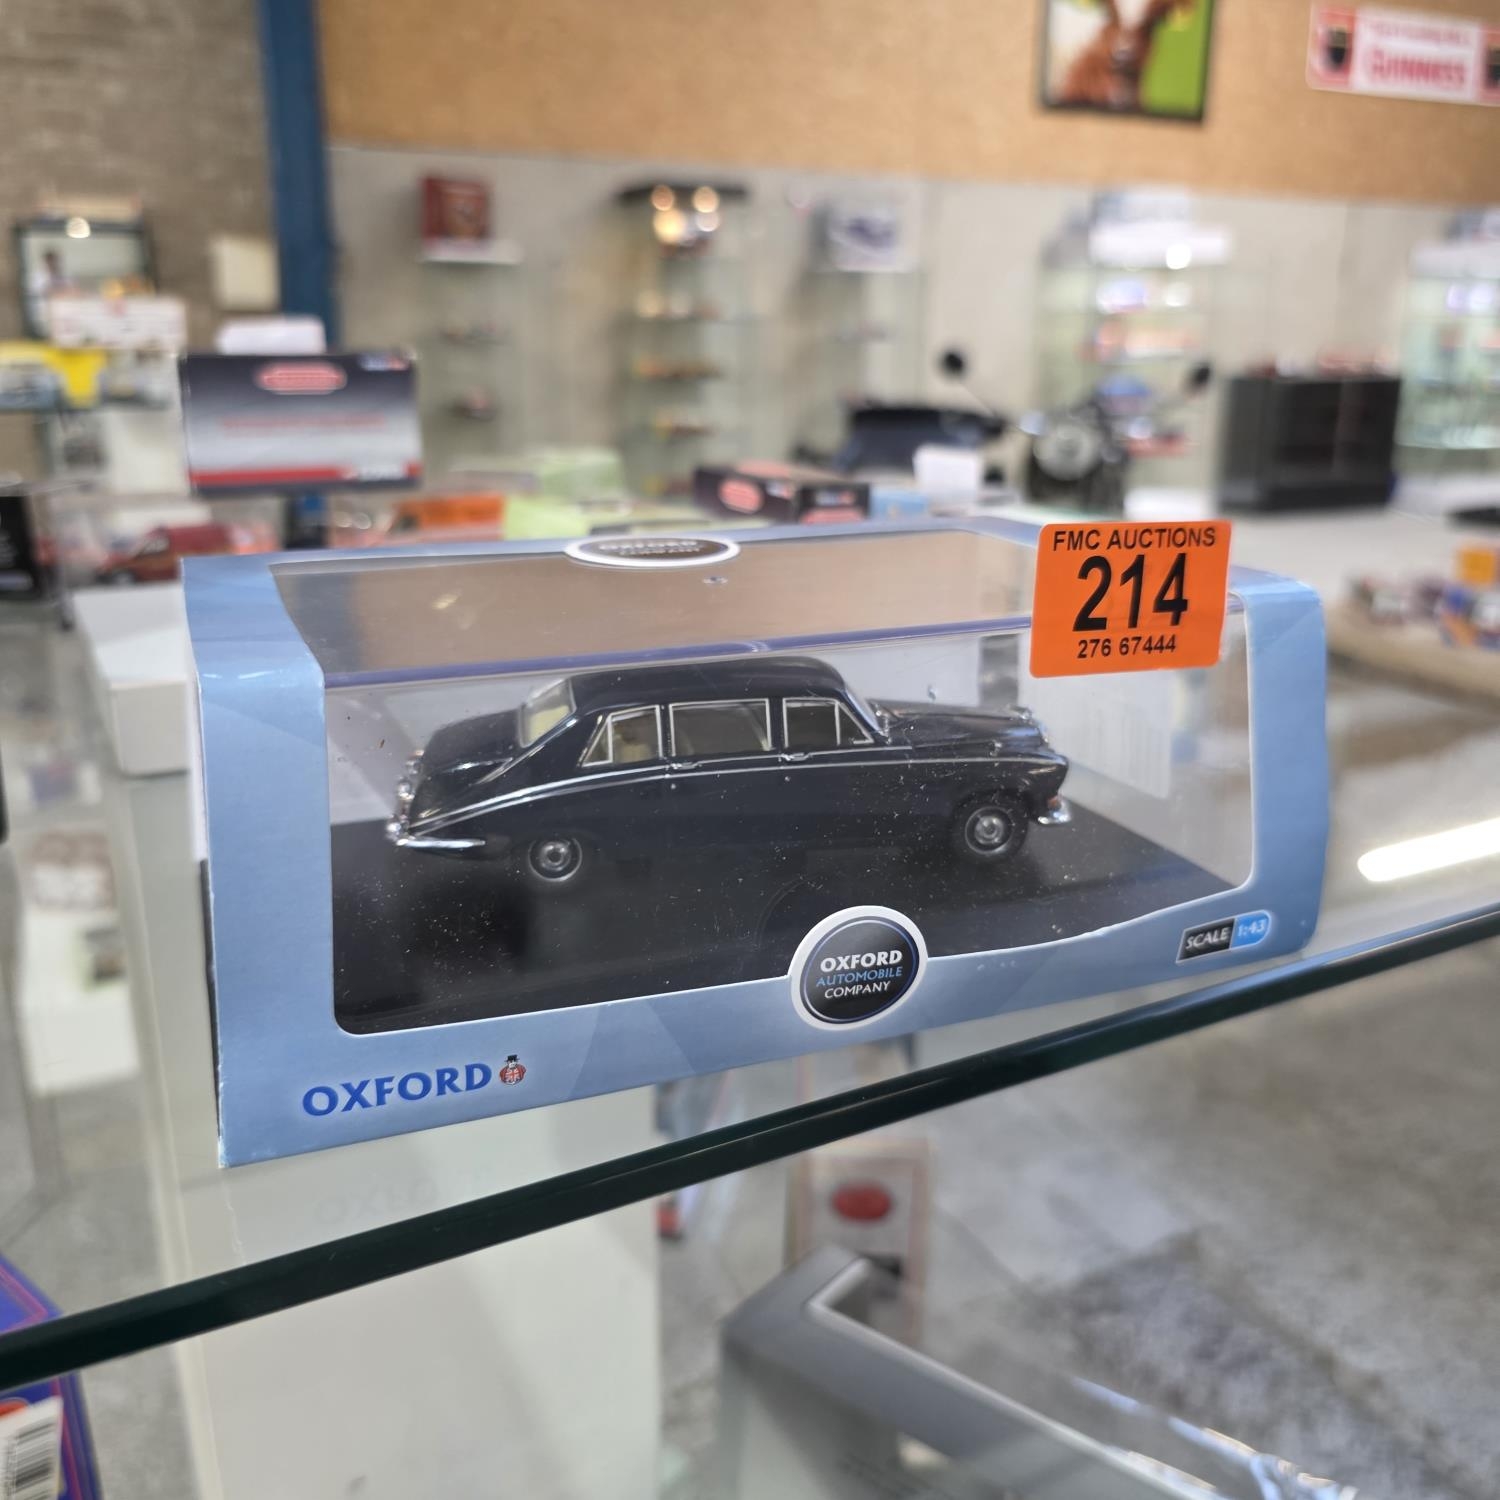 GUINNESS
FMC AUCTIONS
214
276 67444
OXFORD
AUTOMOBILE
COMPANY
SCALE 1:43
OXFORD